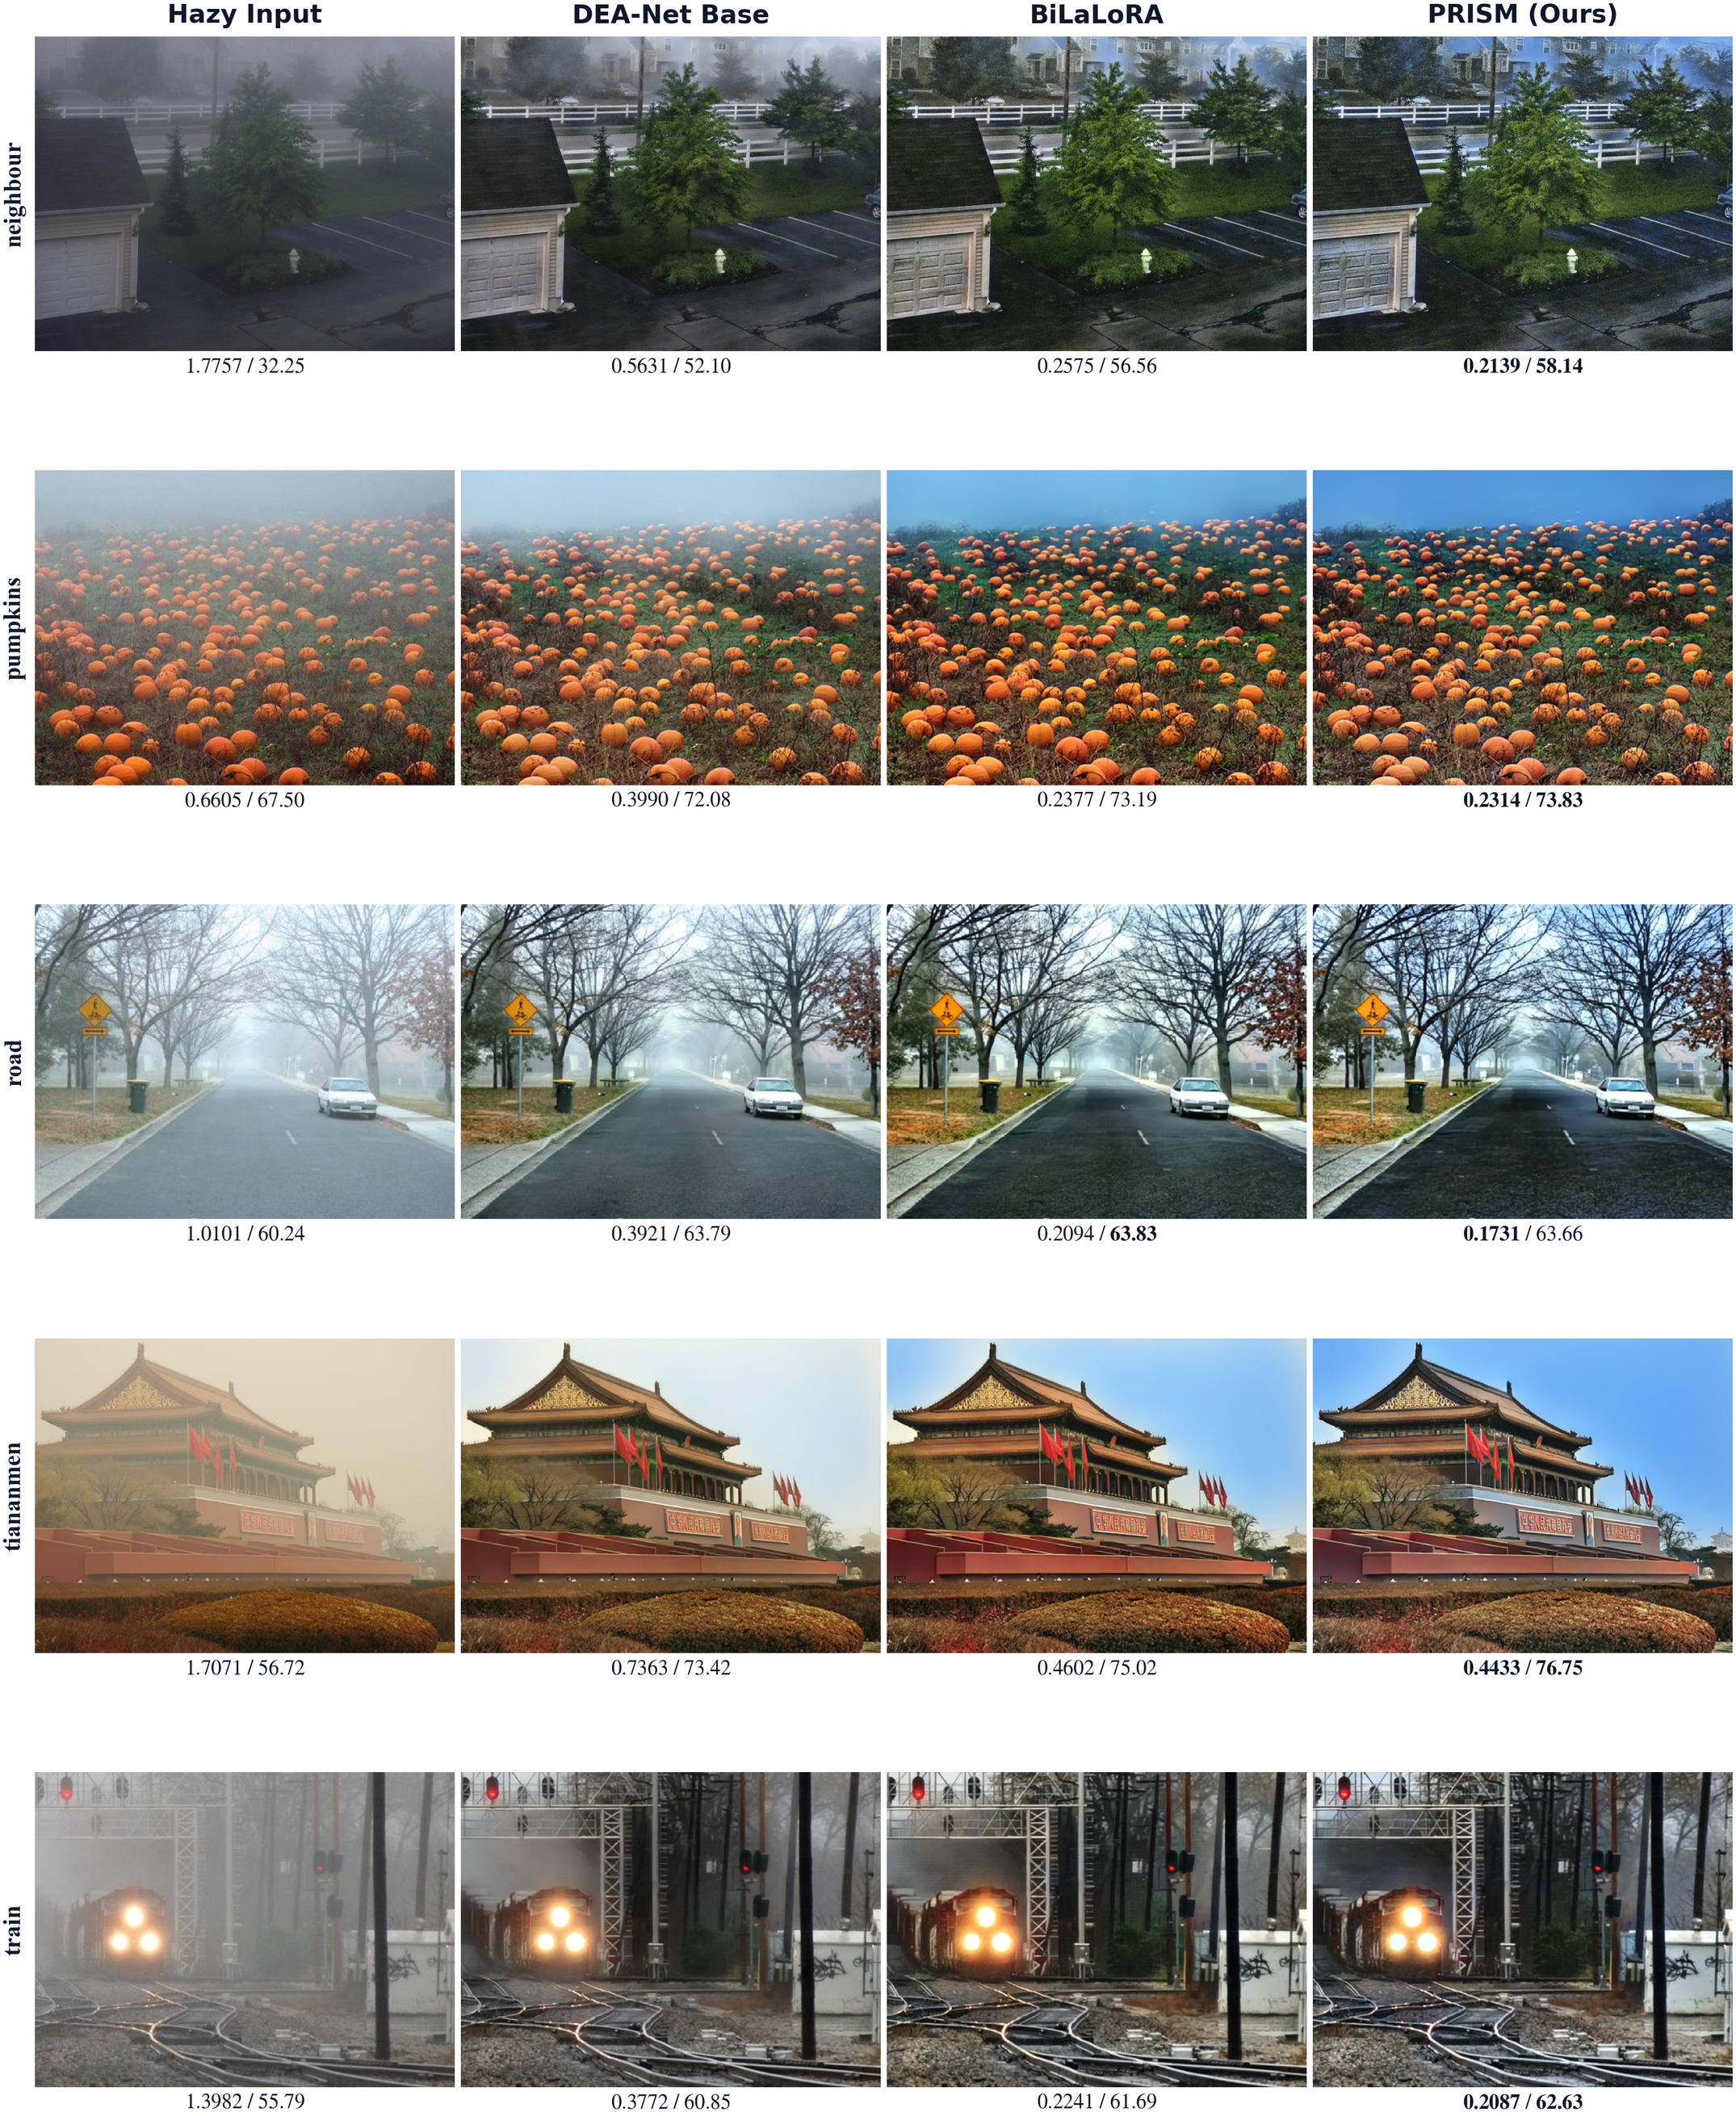 Hazy Input DEA-Net Base BiLaLoRA PRISM (Ours)
neighbour
1.7757 / 32.25 0.5631 / 52.10 0.2575 / 56.56 0.2139 / 58.14
pumpkins
0.6605 / 67.50 0.3990 / 72.08 0.2377 / 73.19 0.2314 / 73.83
road
1.0101 / 60.24 0.3921 / 63.79 0.2094 / 63.83 0.1731 / 63.66
tiananmen
1.7071 / 56.72 0.7363 / 73.42 0.4602 / 75.02 0.4433 / 76.75
train
1.3982 / 55.79 0.3772 / 60.85 0.2241 / 61.69 0.2087 / 62.63